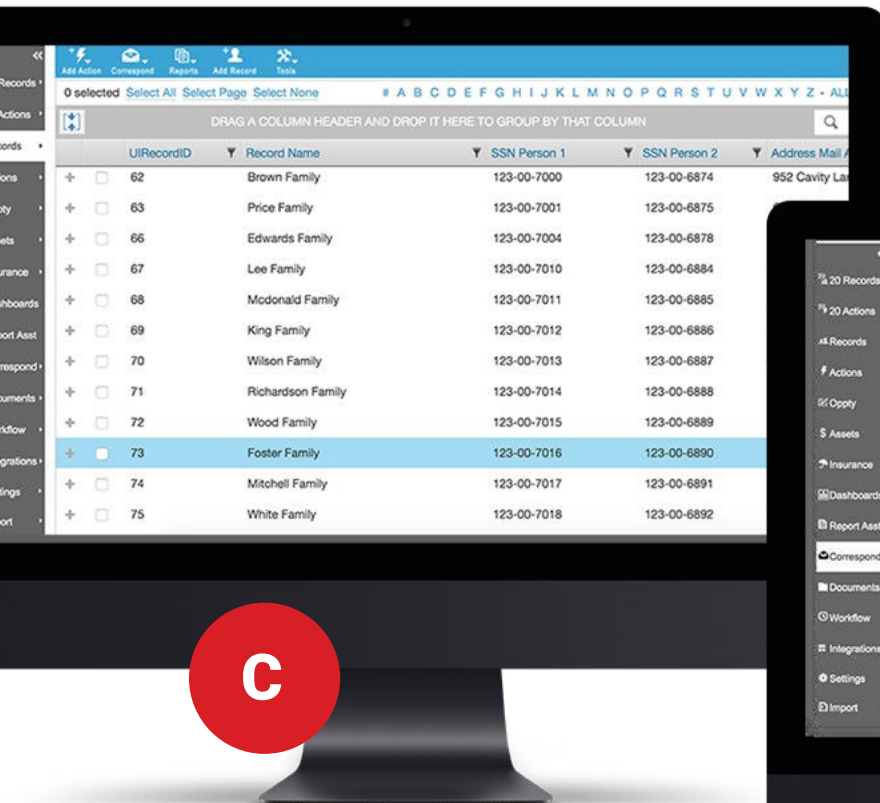 Add Action Correspond Reports Add Record Tools
0 selected Select All Select Page Select None # A B C D E F G H I J K L M N O P Q R S T U V W X Y Z - ALL
DRAG A COLUMN HEADER AND DROP IT HERE TO GROUP BY THAT COLUMN
UIRecordID Record Name SSN Person 1 SSN Person 2 Address Mail A
62 Brown Family 123-00-7000 123-00-6874 952 Cavity Lan
63 Price Family 123-00-7001 123-00-6875
66 Edwards Family 123-00-7004 123-00-6878
67 Lee Family 123-00-7010 123-00-6884
68 Mcdonald Family 123-00-7011 123-00-6885
69 King Family 123-00-7012 123-00-6886
70 Wilson Family 123-00-7013 123-00-6887
71 Richardson Family 123-00-7014 123-00-6888
72 Wood Family 123-00-7015 123-00-6889
73 Foster Family 123-00-7016 123-00-6890
74 Mitchell Family 123-00-7017 123-00-6891
75 White Family 123-00-7018 123-00-6892
Records
Actions
ords
ions
pty
ets
urance
shboards
port Asst
respond
cuments
rkflow
egrations
tings
port
20 Records
20 Actions
Records
Actions
Oppty
Assets
Insurance
Dashboards
Report Asst
Correspond
Documents
Workflow
Integrations
Settings
Import
C